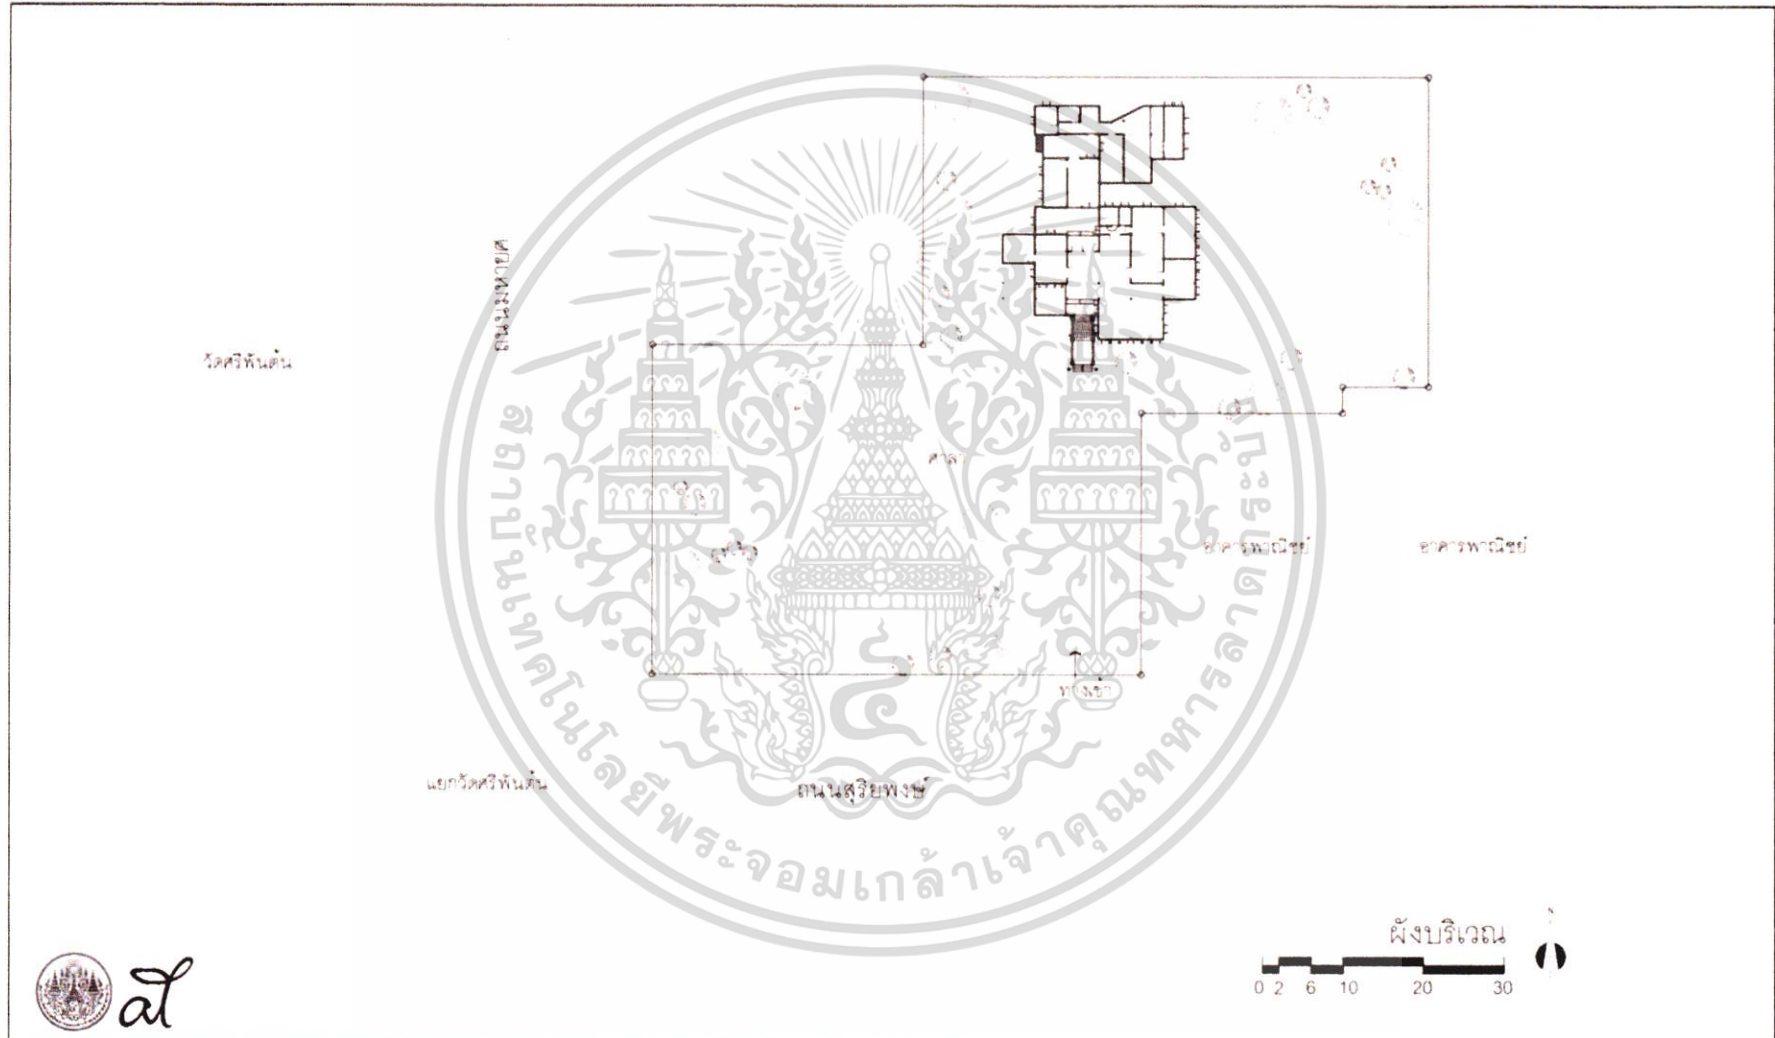 ถนนมหายศ
วัดศรีพันต้น
ศาลา
อาคารพาณิชย์
อาคารพาณิชย์
ทางเข้า
แยกวัดศรีพันต้น
ถนนสุริยพงษ์
สถาบันเทคโนโลยีพระจอมเกล้าเจ้าคุณทหารลาดกระบัง
ผังบริเวณ
0 2 6 10 20 30